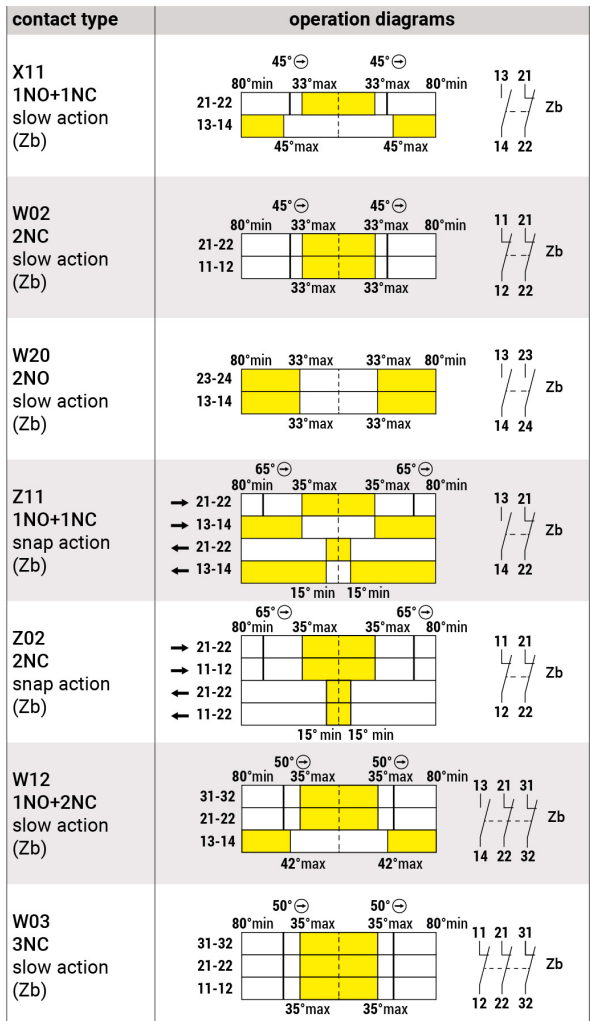 contact type operation diagrams
X11
1NO+1NC
slow action
(Zb)
45° 45°
80°min 33°max 33°max 80°min
21-22
13-14
45°max 45°max
13 21
Zb
14 22
W02
2NC
slow action
(Zb)
45° 45°
80°min 33°max 33°max 80°min
21-22
11-12
33°max 33°max
11 21
Zb
12 22
W20
2NO
slow action
(Zb)
80°min 33°max 33°max 80°min
23-24
13-14
33°max 33°max
13 23
Zb
14 24
Z11
1NO+1NC
snap action
(Zb)
65° 65°
80°min 35°max 35°max 80°min
→ 21-22
→ 13-14
← 21-22
← 13-14
15° min 15°min
13 21
Zb
14 22
Z02
2NC
snap action
(Zb)
65° 65°
80°min 35°max 35°max 80°min
→ 21-22
→ 11-12
← 21-22
← 11-22
15° min 15° min
11 21
Zb
12 22
W12
1NO+2NC
slow action
(Zb)
50° 50°
80°min 35°max 35°max 80°min
31-32
21-22
13-14
42°max 42°max
13 21 31
Zb
14 22 32
W03
3NC
slow action
(Zb)
50° 50°
80°min 35°max 35°max 80°min
31-32
21-22
11-12
35°max 35°max
11 21 31
Zb
12 22 32